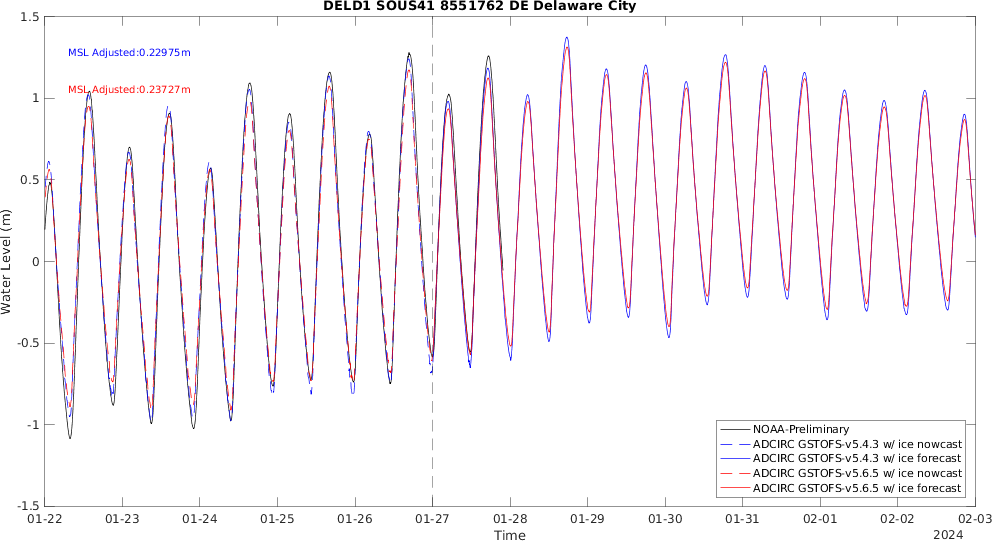 DELD1 SOUS41 8551762 DE Delaware City
MSL Adjusted:0.22975m
MSL Adjusted:0.23727m
Water Level (m)
1.5
1
0.5
0
-0.5
-1
-1.5
NOAA-Preliminary
ADCIRC GSTOFS-v5.4.3 w/ ice nowcast
ADCIRC GSTOFS-v5.4.3 w/ ice forecast
ADCIRC GSTOFS-v5.6.5 w/ ice nowcast
ADCIRC GSTOFS-v5.6.5 w/ ice forecast
01-22 01-23 01-24 01-25 01-26 01-27 01-28 01-29 01-30 01-31 02-01 02-02 02-03
Time
2024